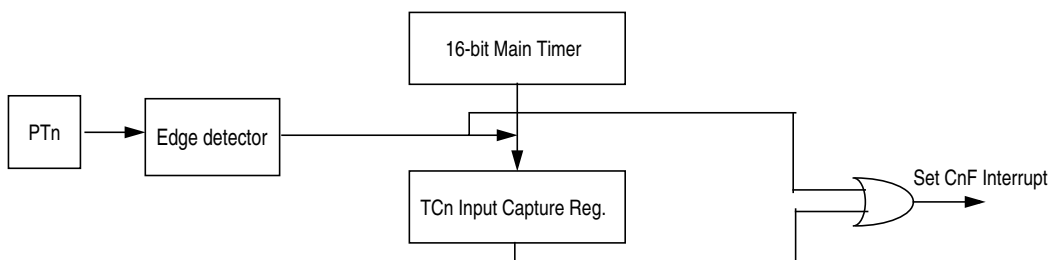 16-bit Main Timer
PTn
Edge detector
TCn Input Capture Reg.
Set CnF Interrupt